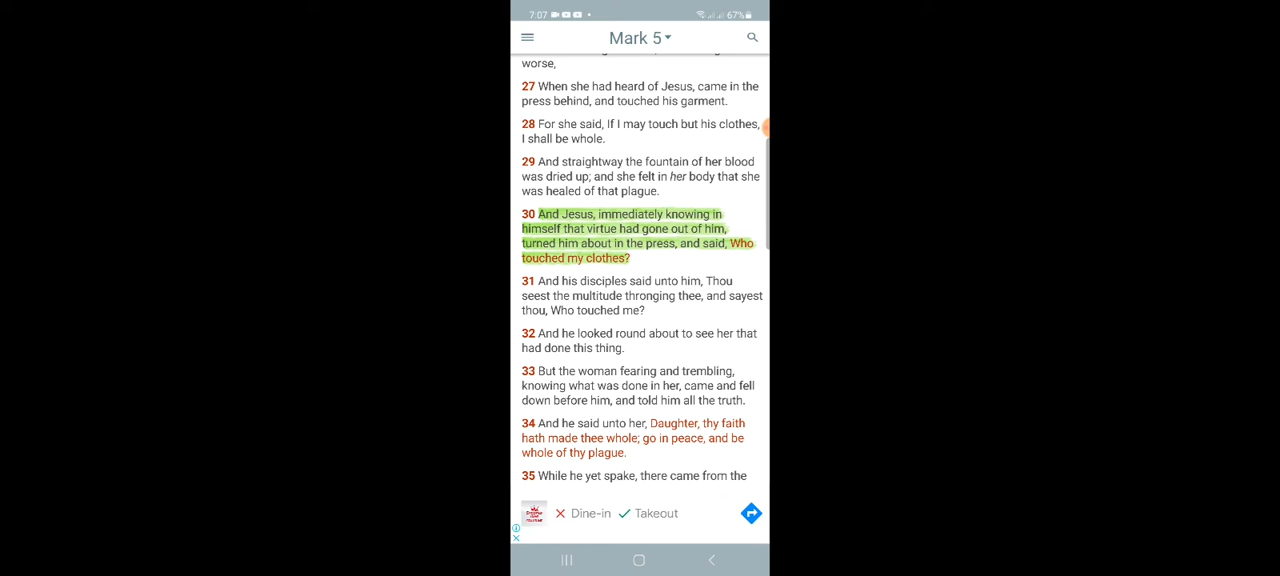 7:07 67%
Mark 5
worse,
27 When she had heard of Jesus, came in the
press behind, and touched his garment.
28 For she said, If I may touch but his clothes,
I shall be whole.
29 And straightway the fountain of her blood
was dried up; and she felt in her body that she
was healed of that plague.
30 And Jesus, immediately knowing in
himself that virtue had gone out of him,
turned him about in the press, and said, Who
touched my clothes?
31 And his disciples said unto him, Thou
seest the multitude thronging thee, and sayest
thou, Who touched me?
32 And he looked round about to see her that
had done this thing.
33 But the woman fearing and trembling,
knowing what was done in her, came and fell
down before him, and told him all the truth.
34 And he said unto her, Daughter, thy faith
hath made thee whole; go in peace, and be
whole of thy plague.
35 While he yet spake, there came from the
Dine-in Takeout